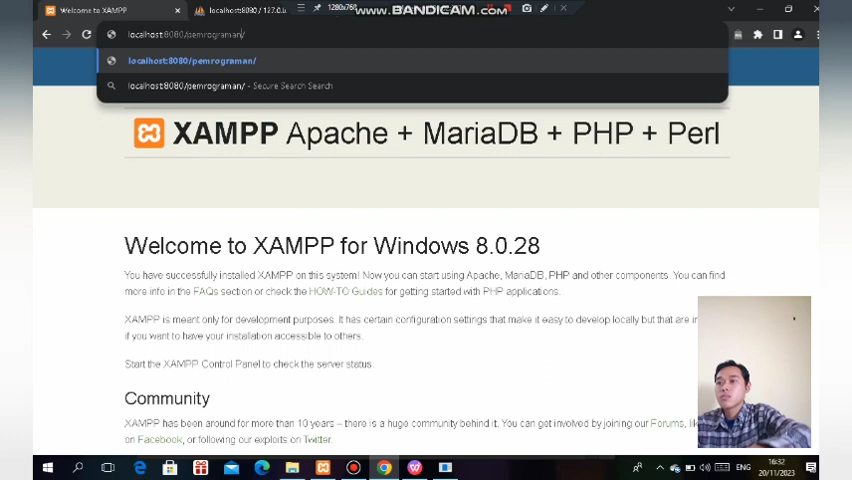 Welcome to XAMPP
localhost:8080 / 127.0.
1280x768
www.BANDICAM.com
localhost:8080/pemrograman/
localhost:8080/pemrograman/
localhost:8080/pemrograman/ - Secure Search Search
XAMPP Apache + MariaDB + PHP + Perl
Welcome to XAMPP for Windows 8.0.28
You have successfully installed XAMPP on this system! Now you can start using Apache, MariaDB, PHP and other components. You can find
more info in the FAQs section or check the HOW-TO Guides for getting started with PHP applications.
XAMPP is meant only for development purposes. It has certain configuration settings that make it easy to develop locally but that are in
if you want to have your installation accessible to others.
Start the XAMPP Control Panel to check the server status.
Community
XAMPP has been around for more than 10 years – there is a huge community behind it. You can get involved by joining our Forums, lik
on Facebook, or following our exploits on Twitter.
ENG
16:32
20/11/2023